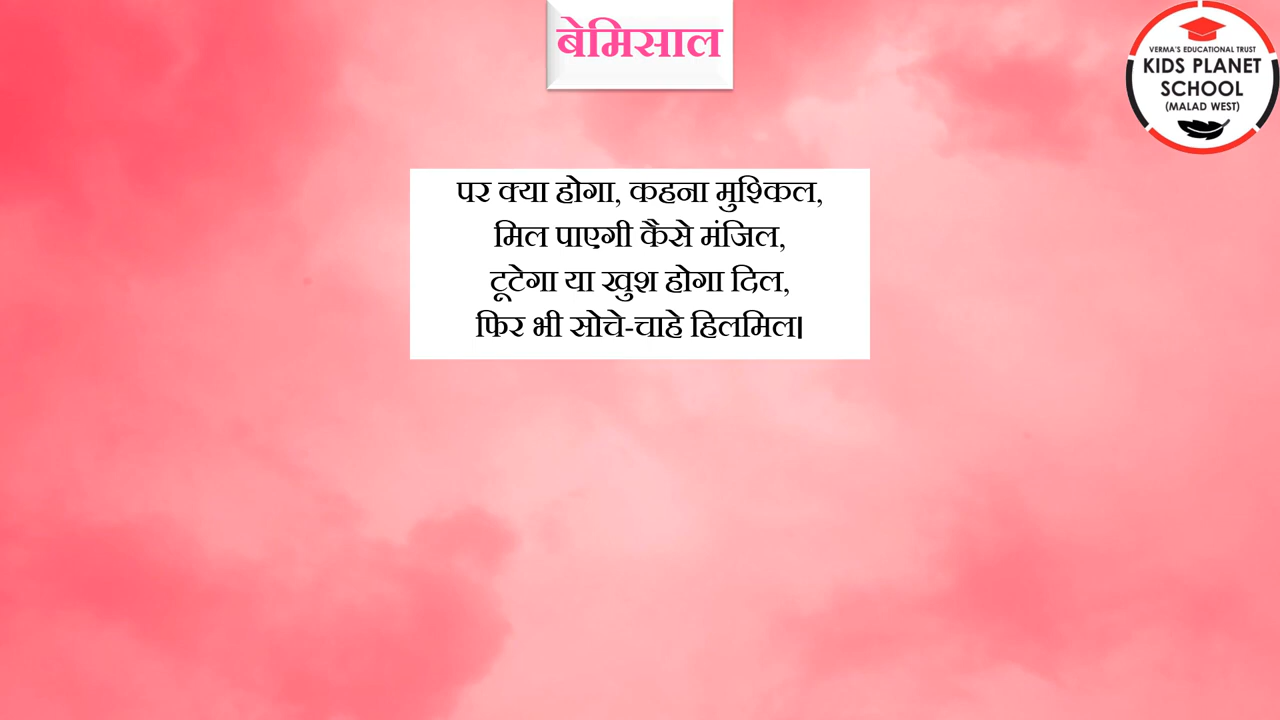 बेमिसाल
VERMA'S EDUCATIONAL TRUST
KIDS PLANET
SCHOOL
(MALAD WEST)
पर क्या होगा, कहना मुश्किल,
मिल पाएगी कैसे मंजिल,
टूटेगा या खुश होगा दिल,
फिर भी सोचे-चाहे हिलमिल।